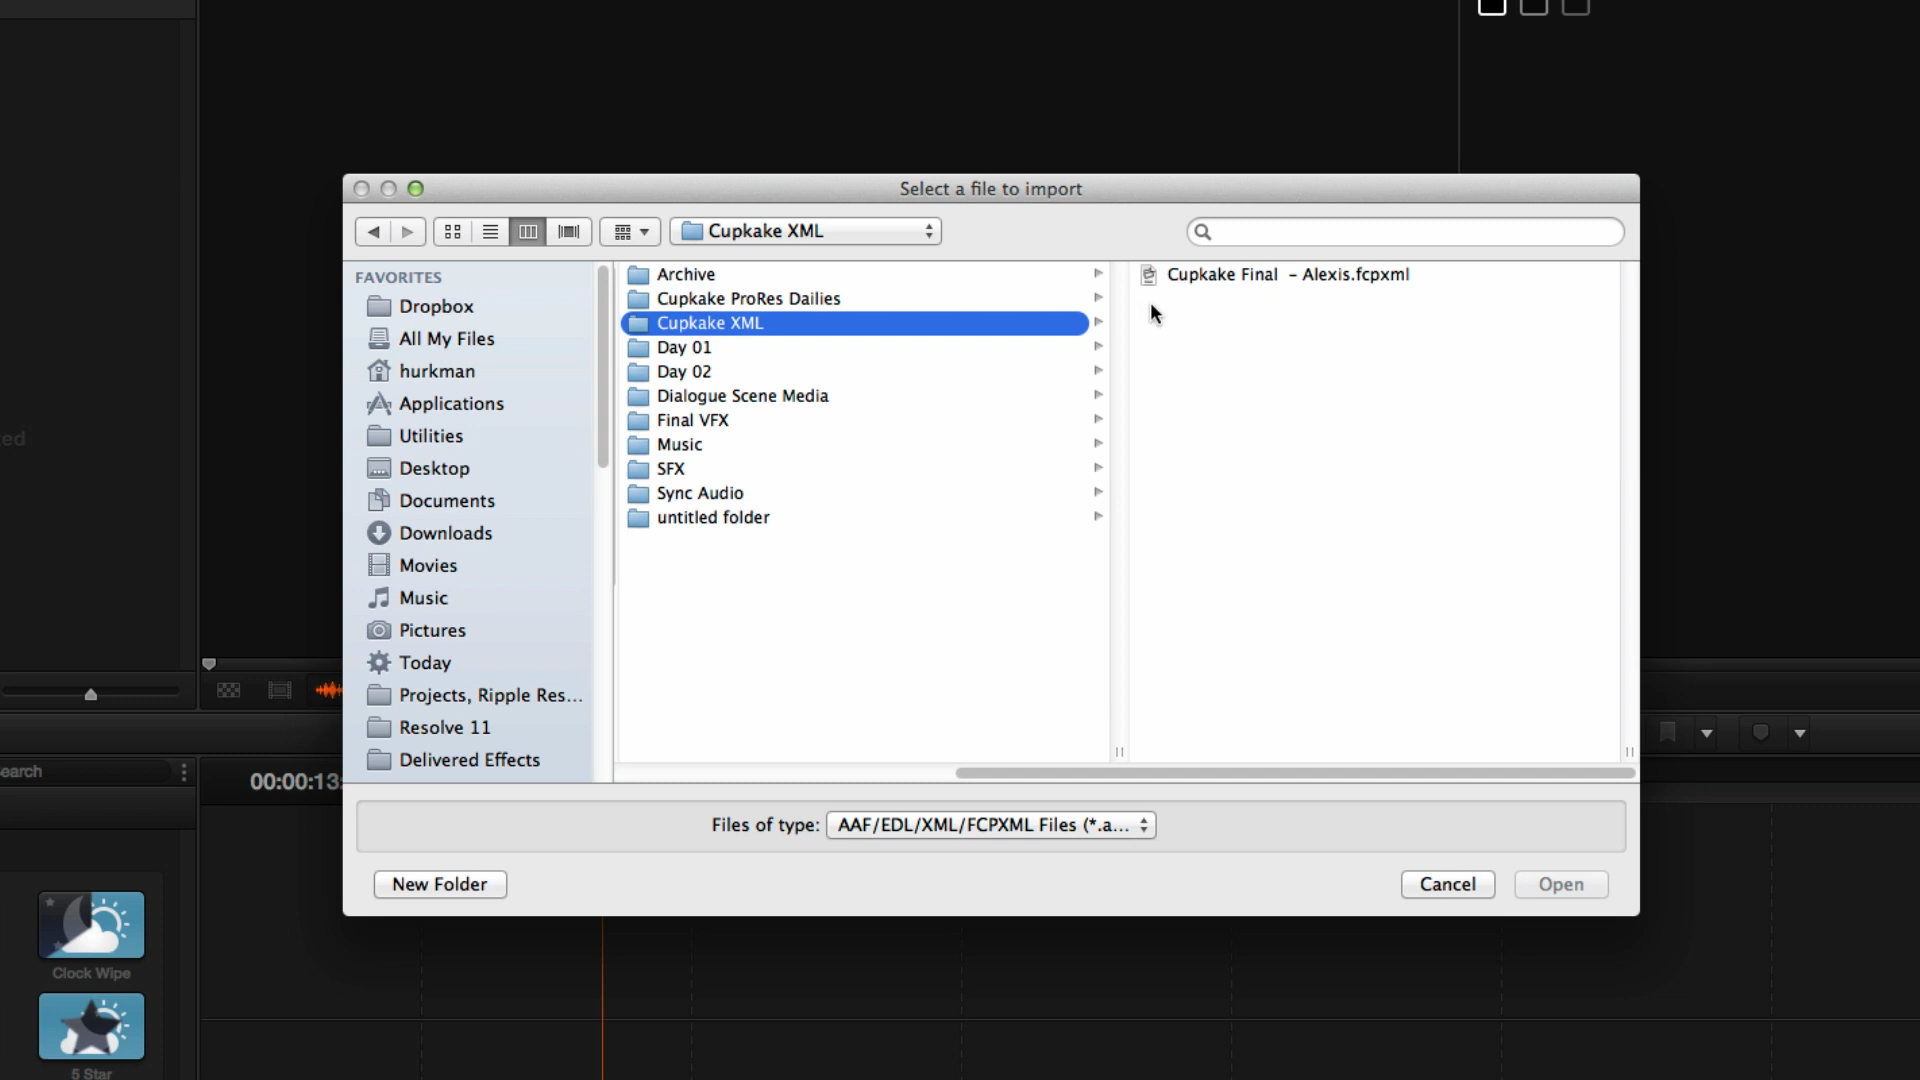 Select a file to import
Cupkake XML
FAVORITES
Dropbox
All My Files
hurkman
Applications
Utilities
Desktop
Documents
Downloads
Movies
Music
Pictures
Today
Projects, Ripple Res...
Resolve 11
Delivered Effects
Archive
Cupkake ProRes Dailies
Cupkake XML
Day 01
Day 02
Dialogue Scene Media
Final VFX
Music
SFX
Sync Audio
untitled folder
Cupkake Final - Alexis.fcpxml
Files of type: AAF/EDL/XML/FCPXML Files (*.a...
New Folder
Cancel
Open
ted
earch
00:00:13:
Clock Wipe
5 Star